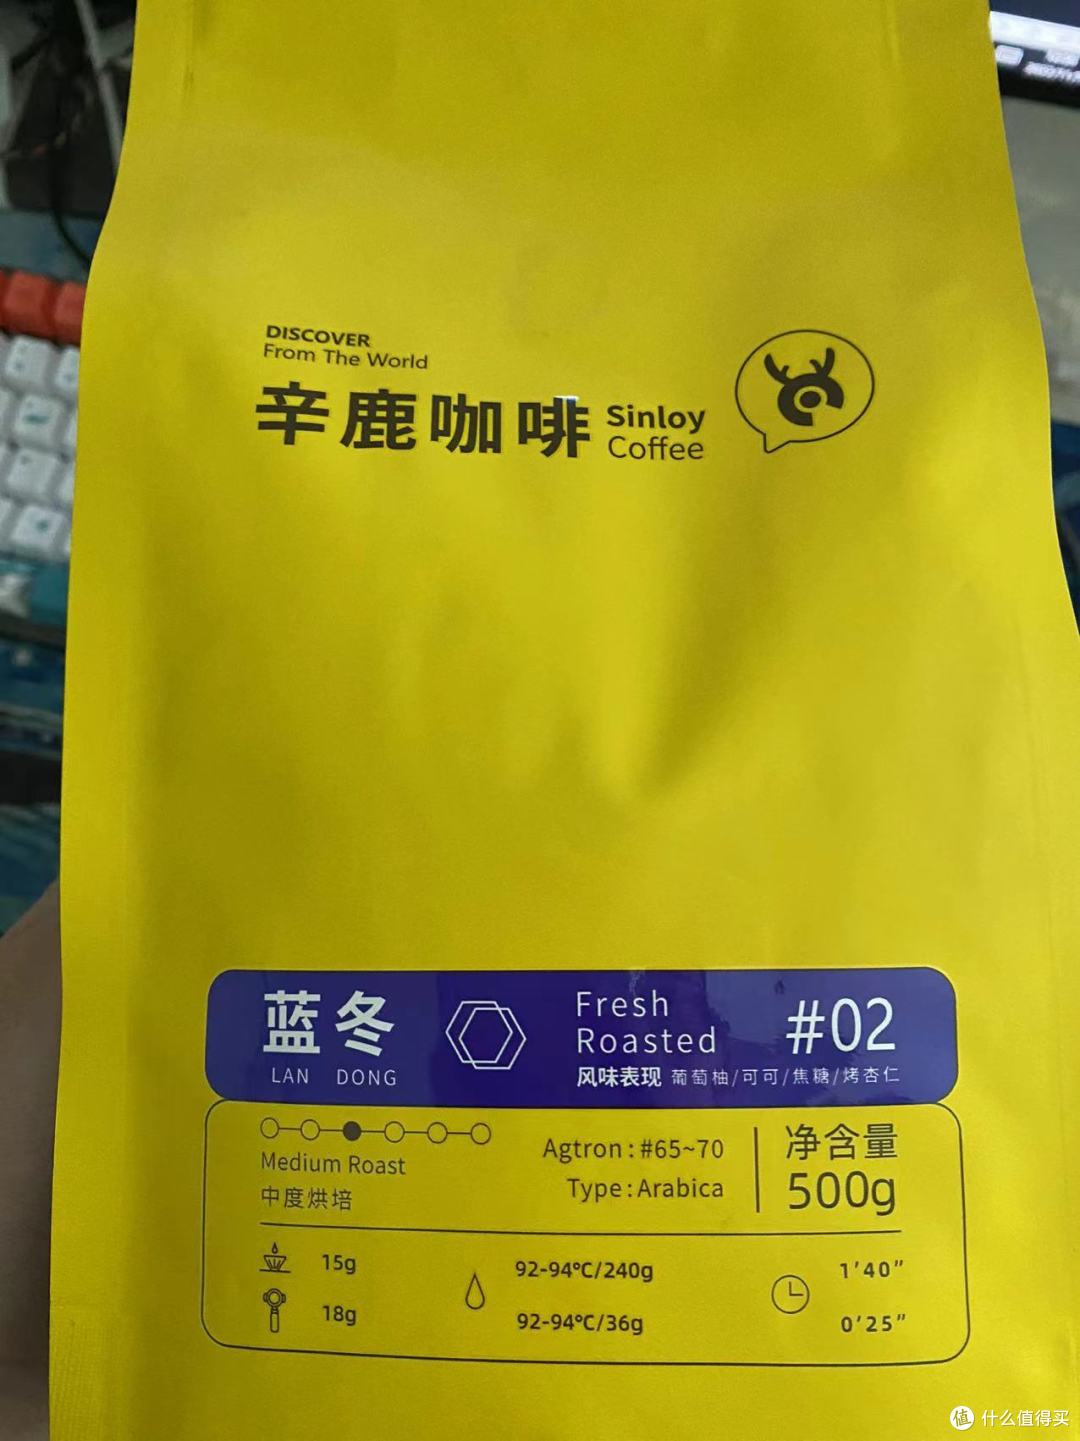 DISCOVER
From The World
辛鹿咖啡 Sinloy Coffee
蓝冬
LAN DONG
Fresh
Roasted
#02
风味表现 葡萄柚/可可/焦糖/烤杏仁
Medium Roast
中度烘培
Agtron:#65~70
Type:Arabica
净含量
500g
15g 92-94℃/240g 1'40"
18g 92-94℃/36g 0'25"
值 什么值得买